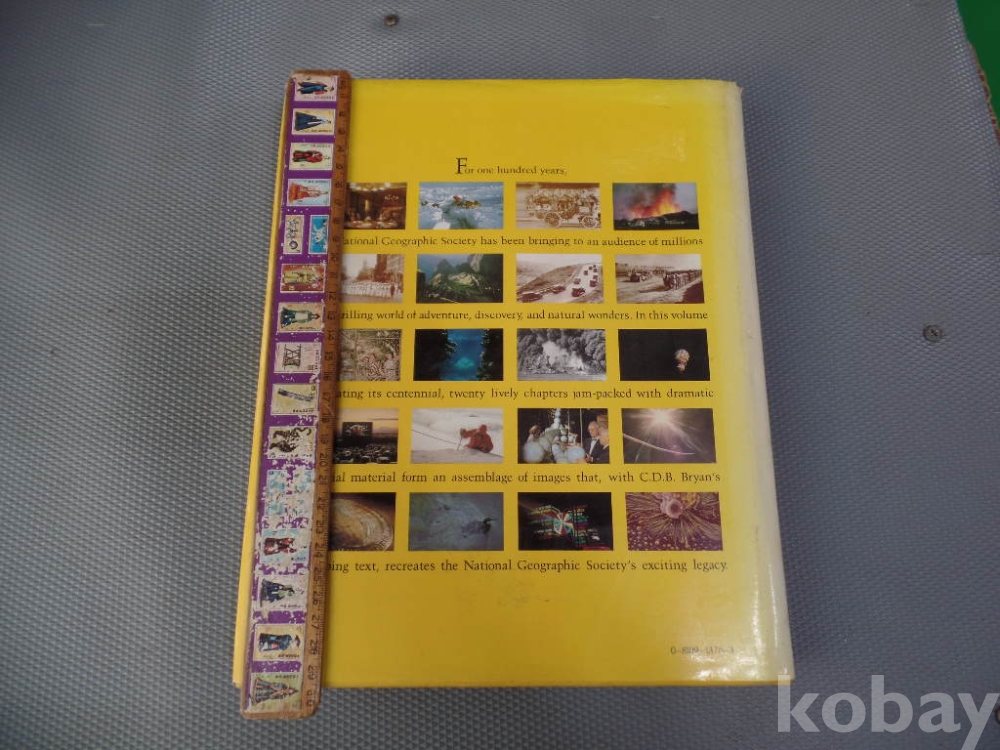 For one hundred years,
ational Geographic Society has been bringing to an audience of millions
rilling world of adventure, discovery, and natural wonders. In this volume
ating its centennial, twenty lively chapters jam-packed with dramatic
ial material form an assemblage of images that, with C.D.B. Bryan's
ning text, recreates the National Geographic Society's exciting legacy.
kobay